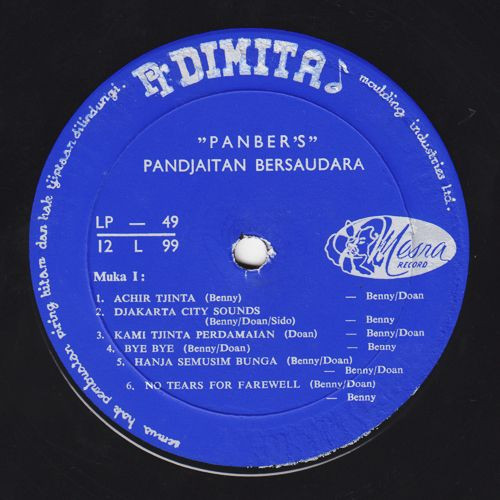 PT DIMITA
moulding industries ltd.
semua hak pembuatan piring hitam dan hak tjiptaan dilindungi.
"PANBER'S"
PANDJAITAN BERSAUDARA
LP — 49
12 L 99
Mesra
RECORD
Muka I :
1. ACHIR TJINTA (Benny) — Benny/Doan
2. DJAKARTA CITY SOUNDS
(Benny/Doan/Sido) — Benny
3. KAMI TJINTA PERDAMAIAN (Doan) — Benny/Doan
4. BYE BYE (Benny/Doan) — Benny
5. HANJA SEMUSIM BUNGA (Benny/Doan)
— Benny/Doan
6. NO TEARS FOR FAREWELL (Benny/Doan)
— Benny